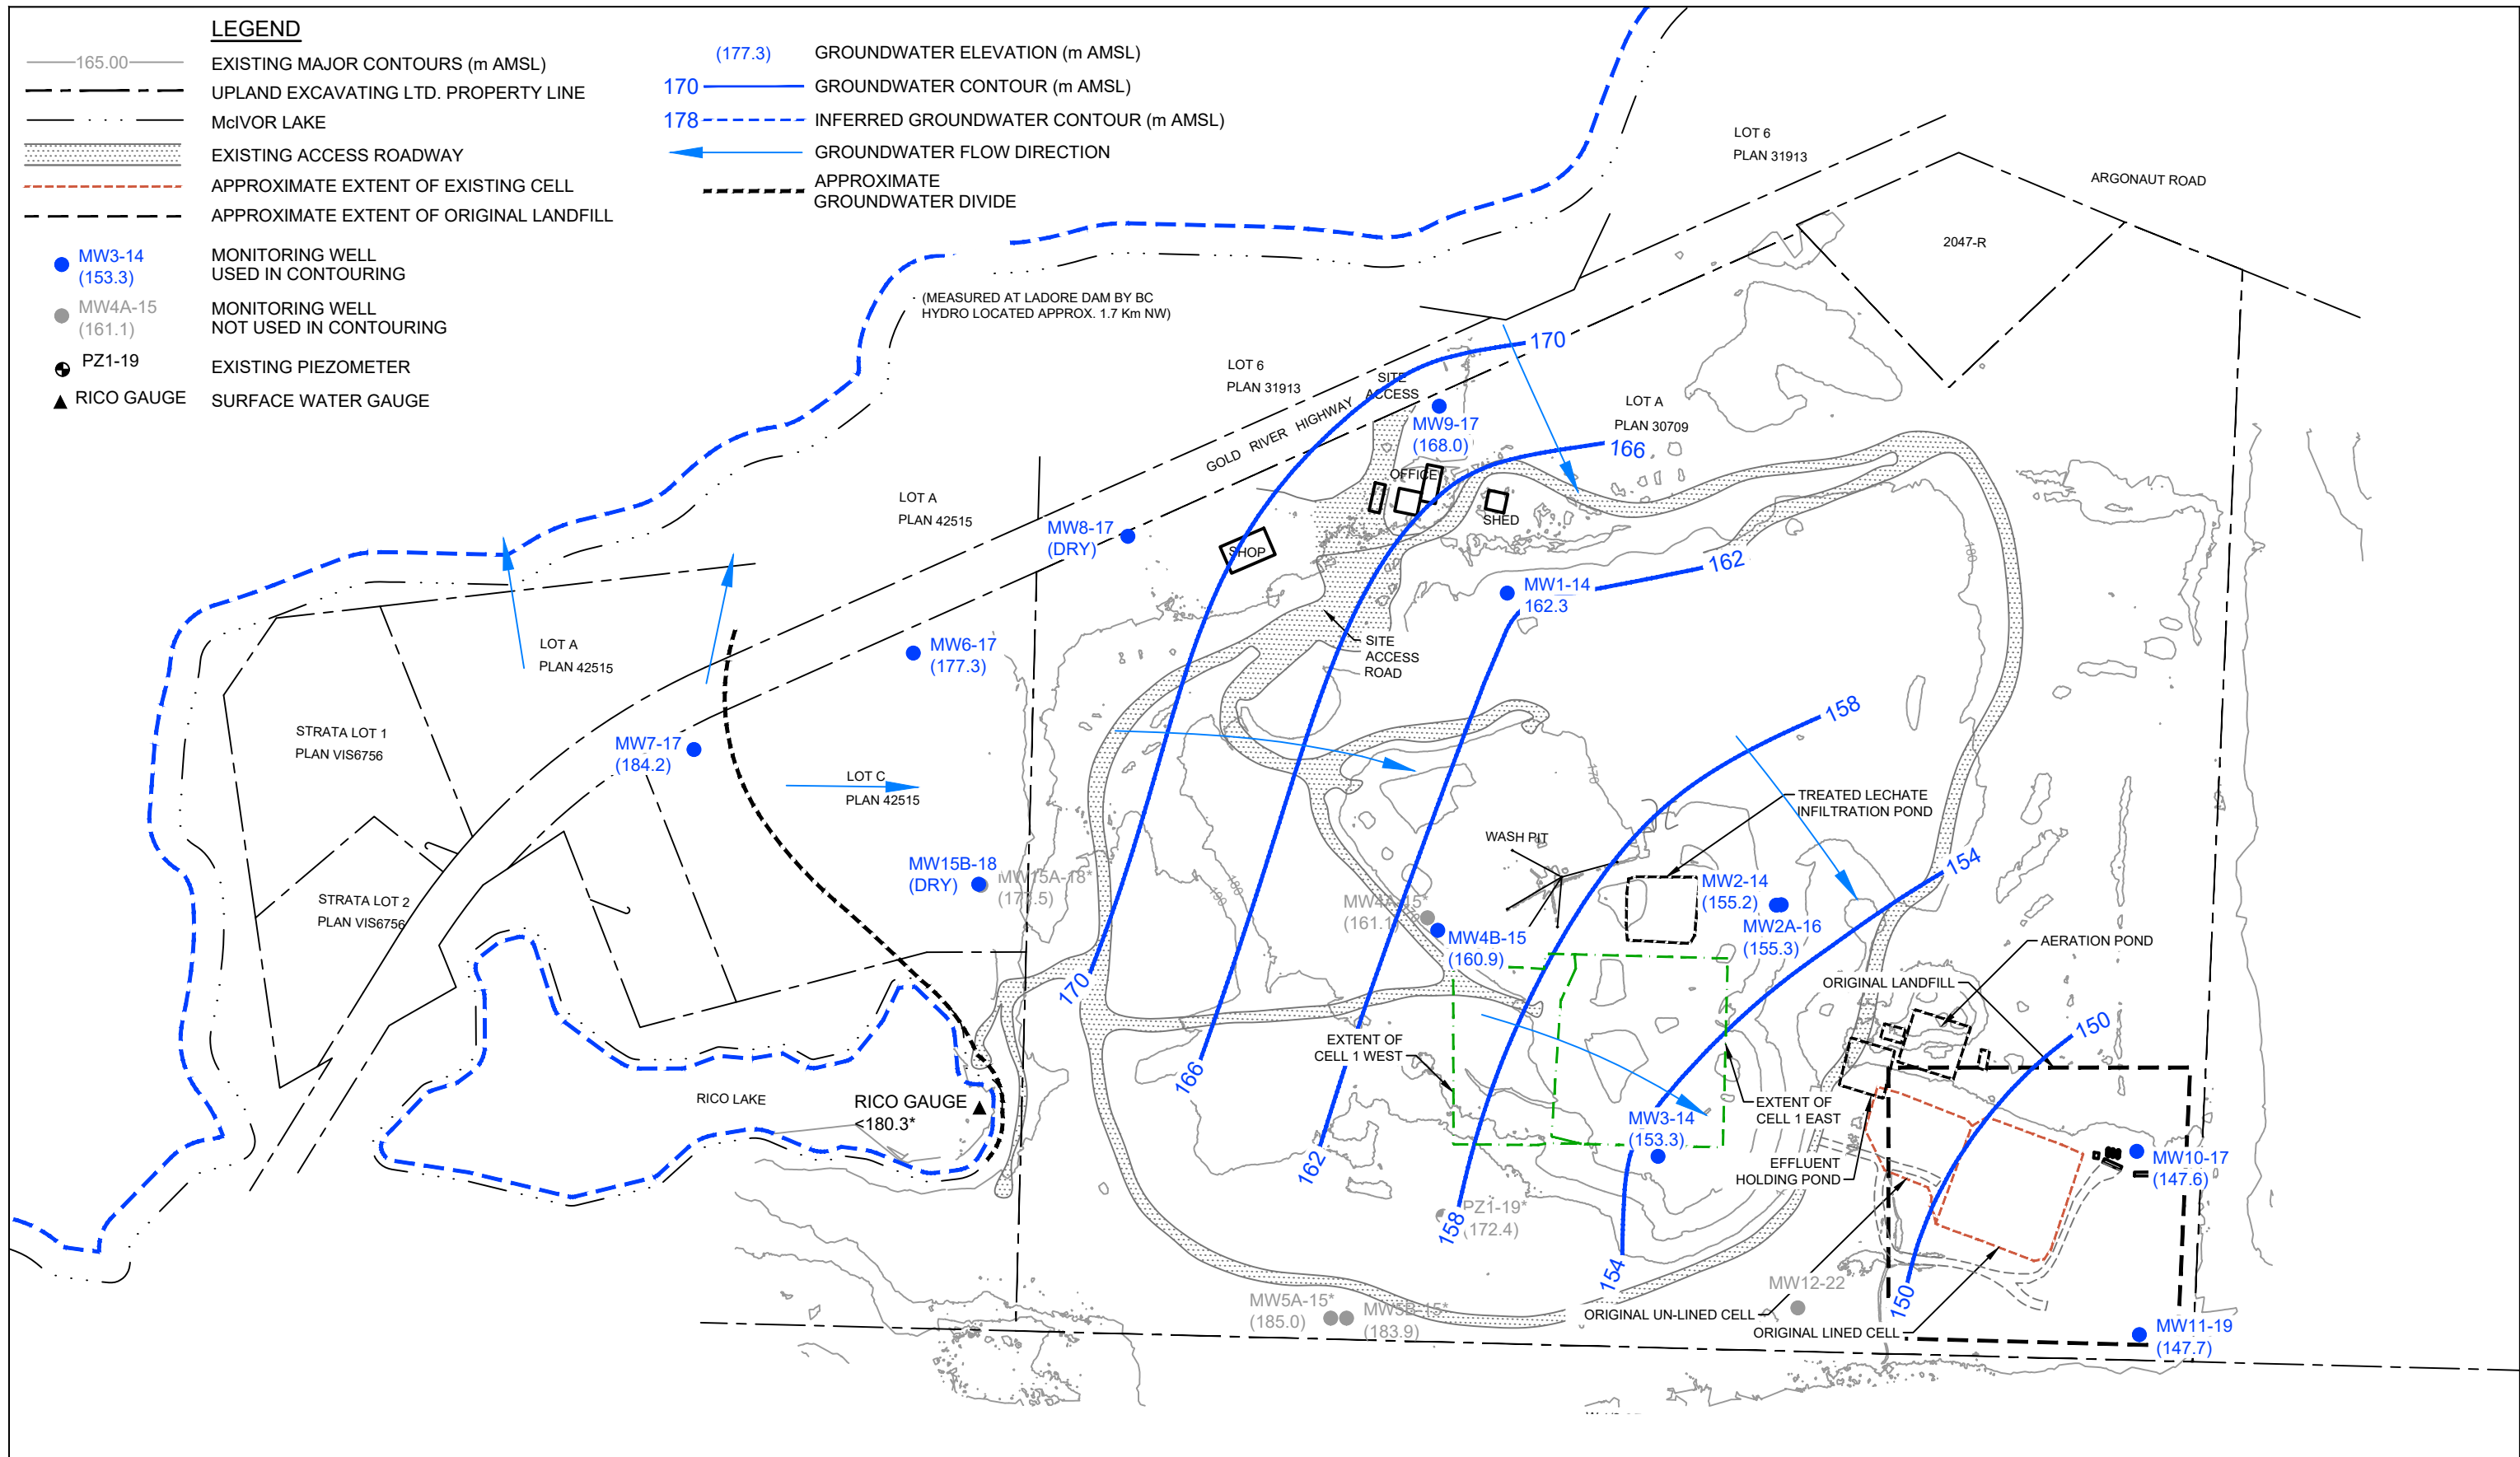 LEGEND
165.00
EXISTING MAJOR CONTOURS (m AMSL)
UPLAND EXCAVATING LTD. PROPERTY LINE
McIVOR LAKE
EXISTING ACCESS ROADWAY
APPROXIMATE EXTENT OF EXISTING CELL
APPROXIMATE EXTENT OF ORIGINAL LANDFILL
MW3-14
(153.3)
MONITORING WELL
USED IN CONTOURING
MW4A-15
(161.1)
MONITORING WELL
NOT USED IN CONTOURING
PZ1-19
EXISTING PIEZOMETER
RICO GAUGE
SURFACE WATER GAUGE
(177.3)
GROUNDWATER ELEVATION (m AMSL)
170
GROUNDWATER CONTOUR (m AMSL)
178
INFERRED GROUNDWATER CONTOUR (m AMSL)
GROUNDWATER FLOW DIRECTION
APPROXIMATE
GROUNDWATER DIVIDE
LOT 6
PLAN 31913
ARGONAUT ROAD
2047-R
(MEASURED AT LADORE DAM BY BC
HYDRO LOCATED APPROX. 1.7 Km NW)
170
LOT 6
PLAN 31913
SITE
ACCESS
GOLD RIVER HIGHWAY
MW9-17
(168.0)
LOT A
PLAN 30709
166
OFFICE
SHED
LOT A
PLAN 42515
MW8-17
(DRY)
SHOP
180
162
MW1-14
162.3
SITE
ACCESS
ROAD
LOT A
PLAN 42515
MW6-17
(177.3)
STRATA LOT 1
PLAN VIS6756
MW7-17
(184.2)
LOT C
PLAN 42515
158
170
TREATED LECHATE
INFILTRATION POND
WASH PIT
154
MW15B-18
(DRY)
MW15A-18*
180
190
MW4A-15*
(161.1)
MW4B-15
(160.9)
MW2-14
(155.2)
MW2A-16
(155.3)
STRATA LOT 2
PLAN VIS6756
AERATION POND
ORIGINAL LANDFILL
170
150
EXTENT OF
CELL 1 WEST
166
RICO LAKE
RICO GAUGE
<180.3*
EXTENT OF
CELL 1 EAST
MW3-14
(153.3)
EFFLUENT
HOLDING POND
MW10-17
(147.6)
162
PZ1-19*
(172.4)
158
154
MW12-22
150
MW5A-15*
(185.0)
MW5B-15*
(183.9)
ORIGINAL UN-LINED CELL
ORIGINAL LINED CELL
MW11-19
(147.7)